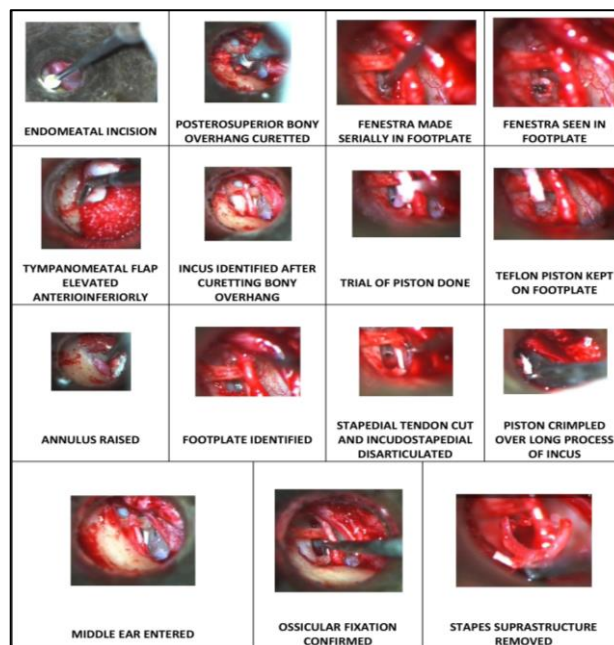 ENDOMEATAL INCISION
POSTEROSUPERIOR BONY
OVERHANG CURETTED
FENESTRA MADE
SERIALLY IN FOOTPLATE
FENESTRA SEEN IN
FOOTPLATE
TYMPANOMEATAL FLAP
ELEVATED
ANTERIOINFERIORLY
INCUS IDENTIFIED AFTER
CURETTING BONY
OVERHANG
TRIAL OF PISTON DONE
TEFLON PISTON KEPT
ON FOOTPLATE
ANNULUS RAISED
FOOTPLATE IDENTIFIED
STAPEDIAL TENDON CUT
AND INCUDOSTAPEDIAL
DISARTICULATED
PISTON CRIMPLED
OVER LONG PROCESS
OF INCUS
MIDDLE EAR ENTERED
OSSICULAR FIXATION
CONFIRMED
STAPES SUPRASTRUCTURE
REMOVED